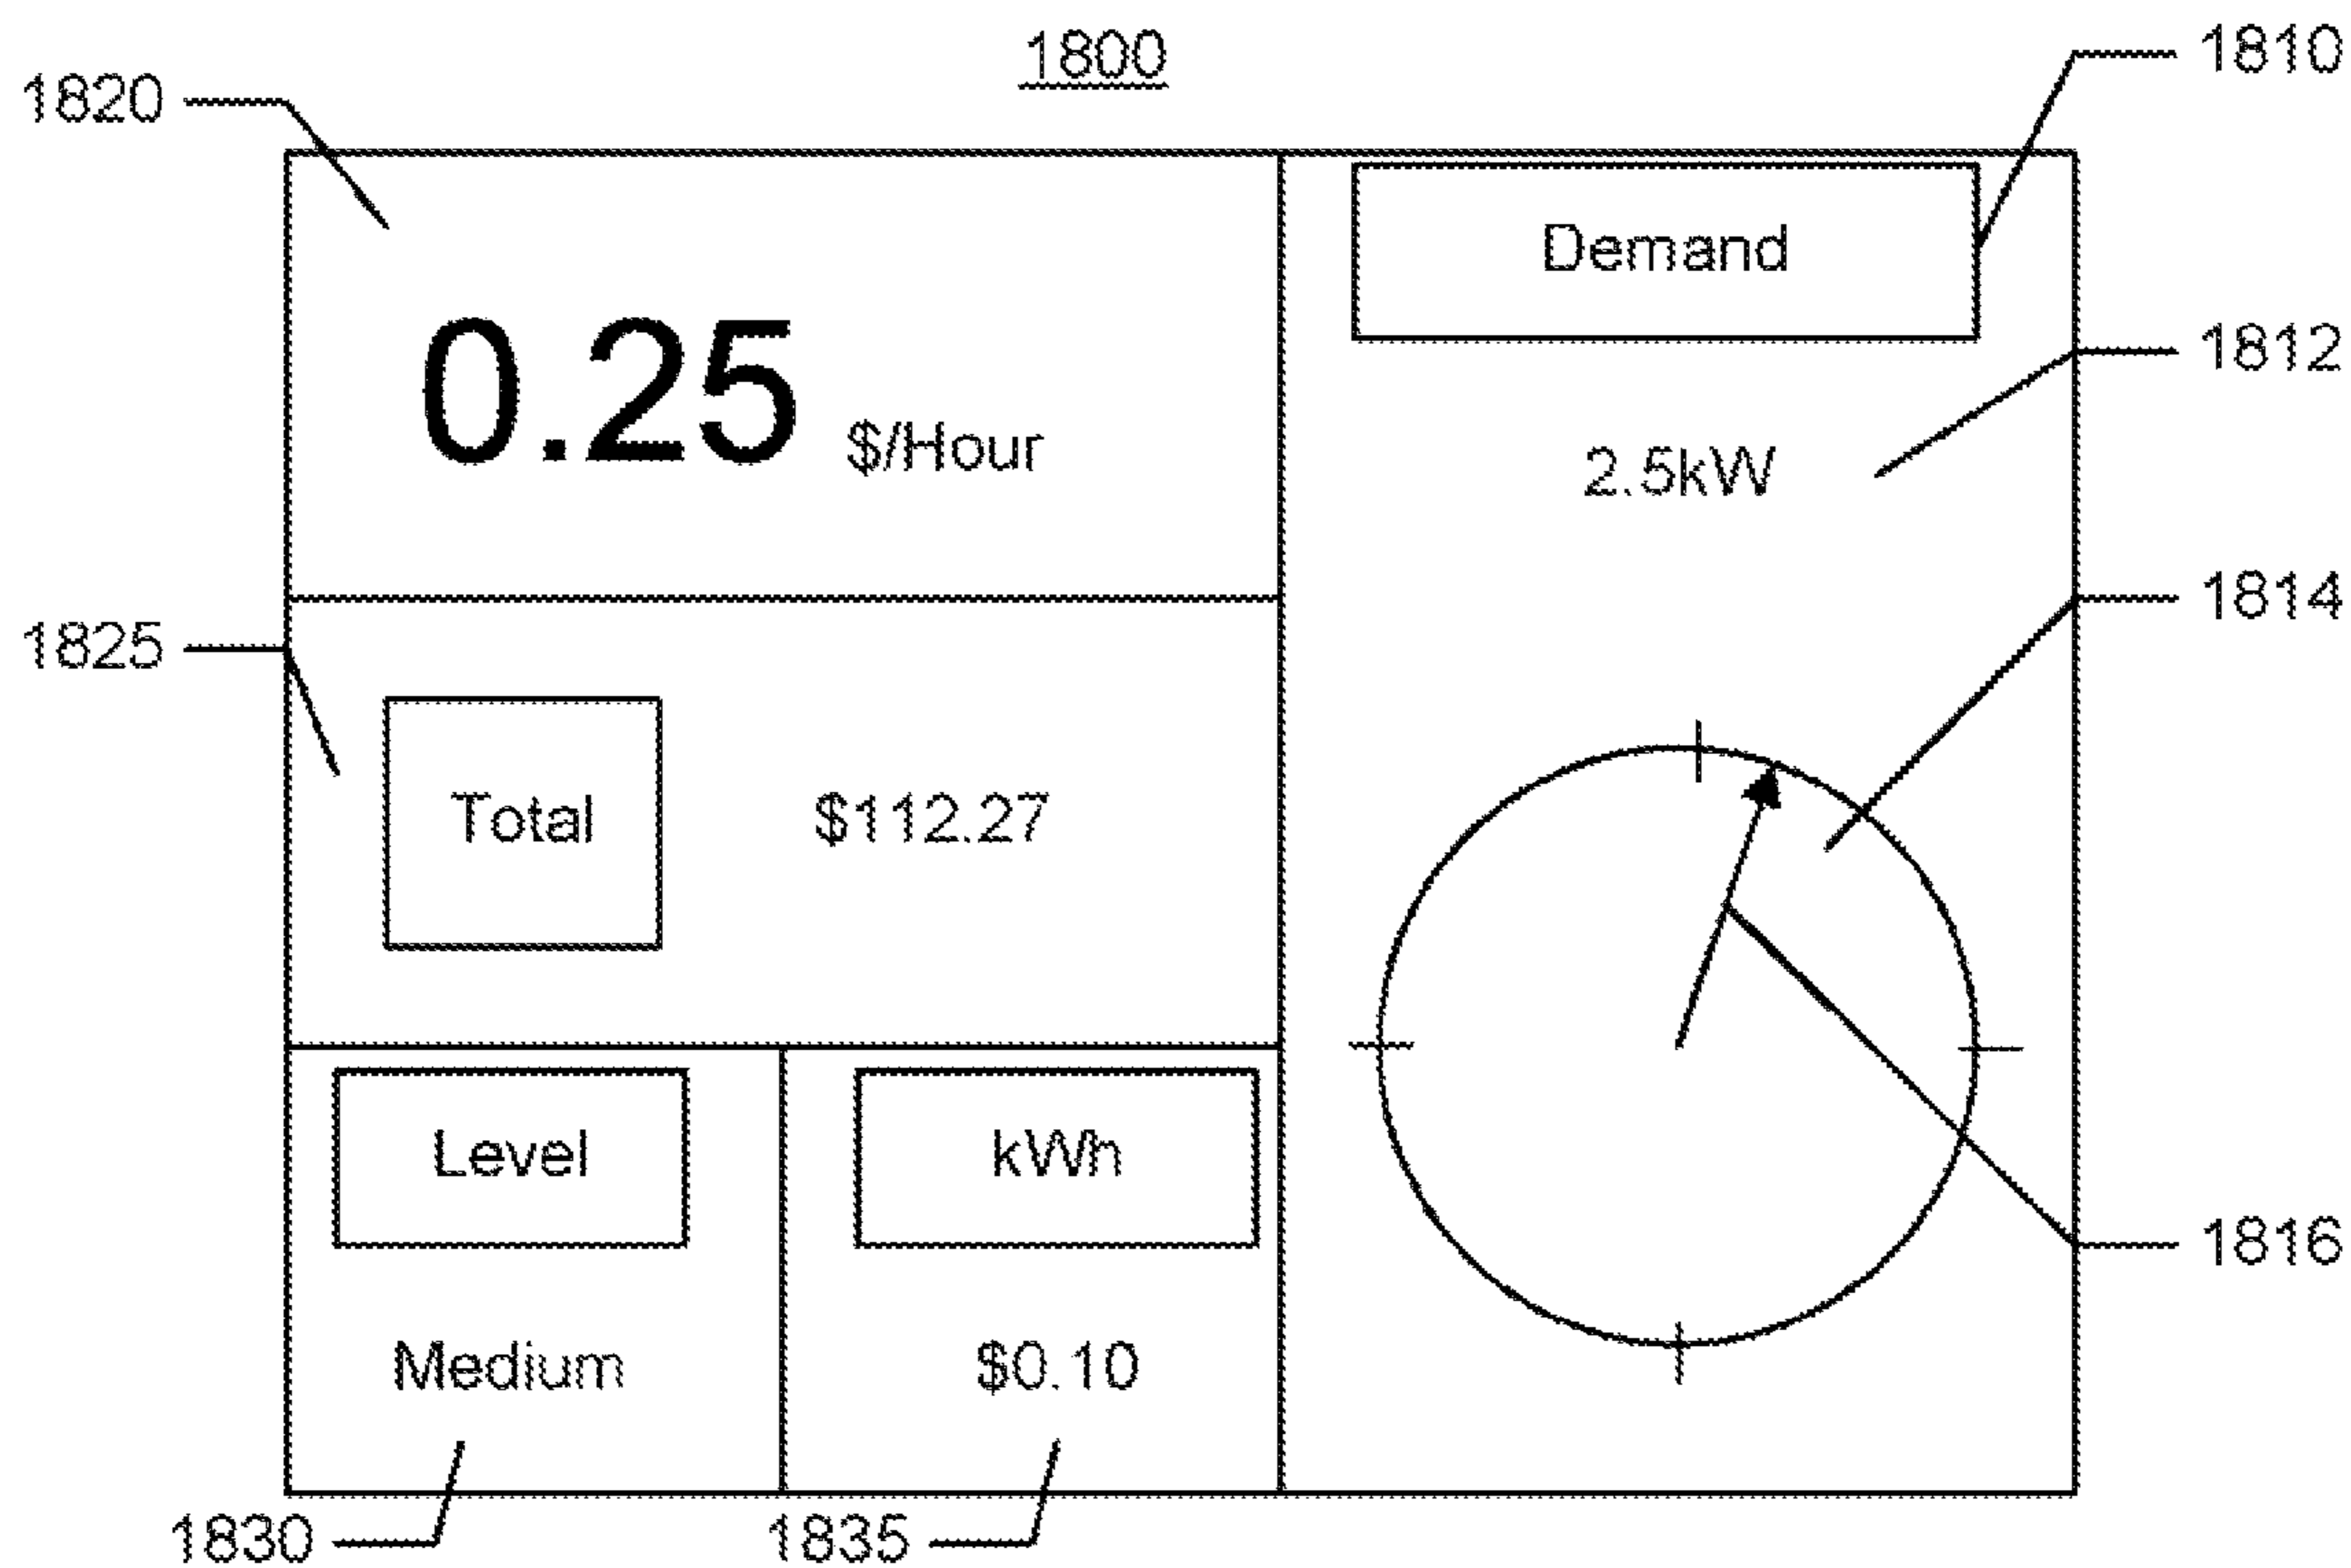 1800
1810
1820
Demand
0.25 $/Hour
1812
2.5kW
1814
1825
Total $112.27
Level
kWh
1816
Medium
$0.10
1830
1835